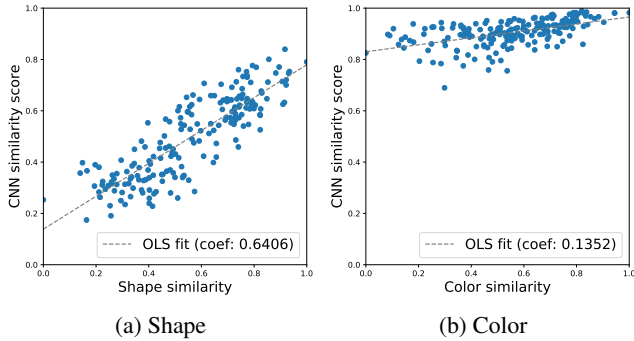 CNN similarity score
1.0
0.8
0.6
0.4
0.2
0.0
0.0 0.2 0.4 0.6 0.8 1.0
OLS fit (coef: 0.6406)
Shape similarity
(a) Shape
CNN similarity score
1.0
0.8
0.6
0.4
0.2
0.0
0.0 0.2 0.4 0.6 0.8 1.0
OLS fit (coef: 0.1352)
Color similarity
(b) Color